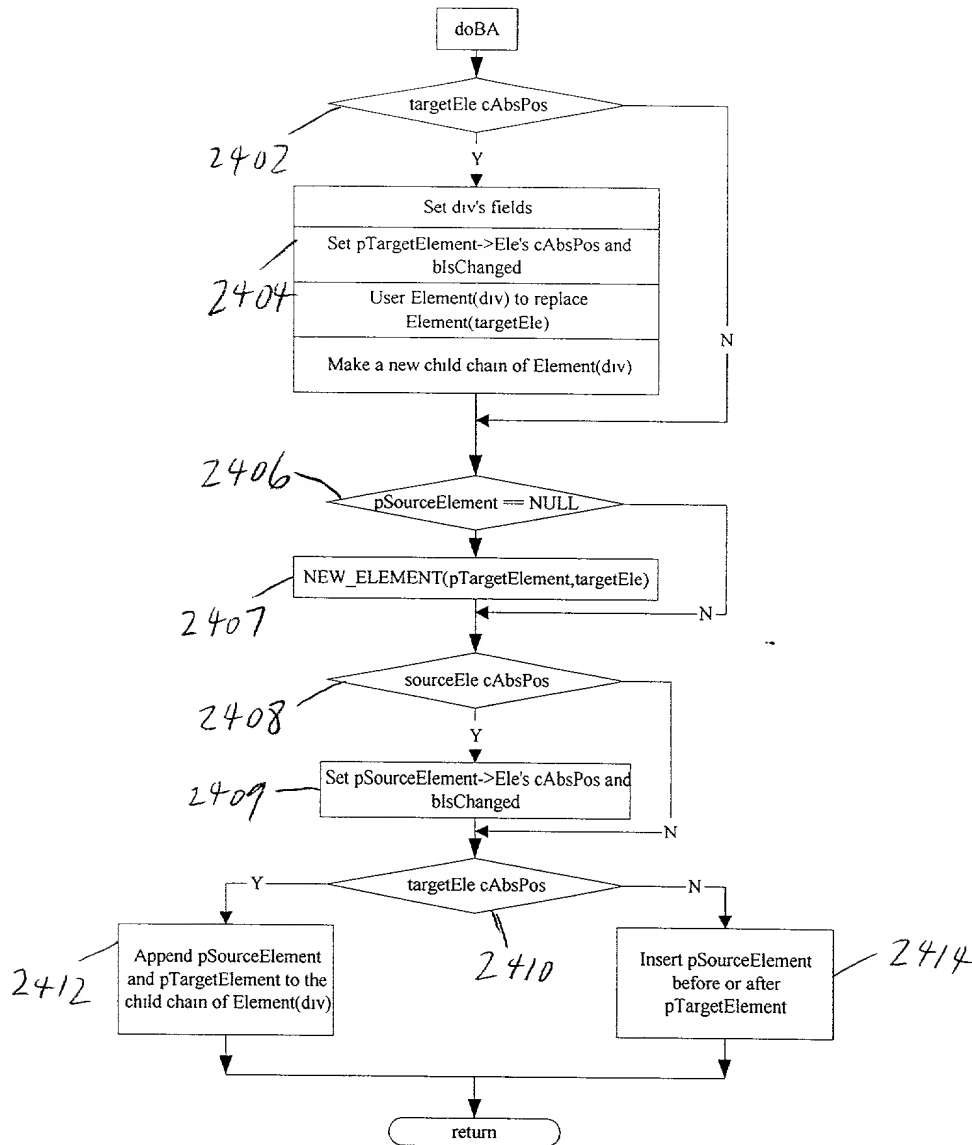 doBA
targetEle cAbsPos
2402
Y
Set div's fields
Set pTargetElement->Ele's cAbsPos and
bIsChanged
2404
User Element(div) to replace
Element(targetEle)
N
Make a new child chain of Element(div)
2406
pSourceElement == NULL
NEW_ELEMENT(pTargetElement,targetEle)
N
2407
sourceEle cAbsPos
2408
Y
Set pSourceElement->Ele's cAbsPos and
bIsChanged
2409
N
targetEle cAbsPos
Y
N
2410
Append pSourceElement
and pTargetElement to the
child chain of Element(div)
2412
Insert pSourceElement
before or after
pTargetElement
2414
return